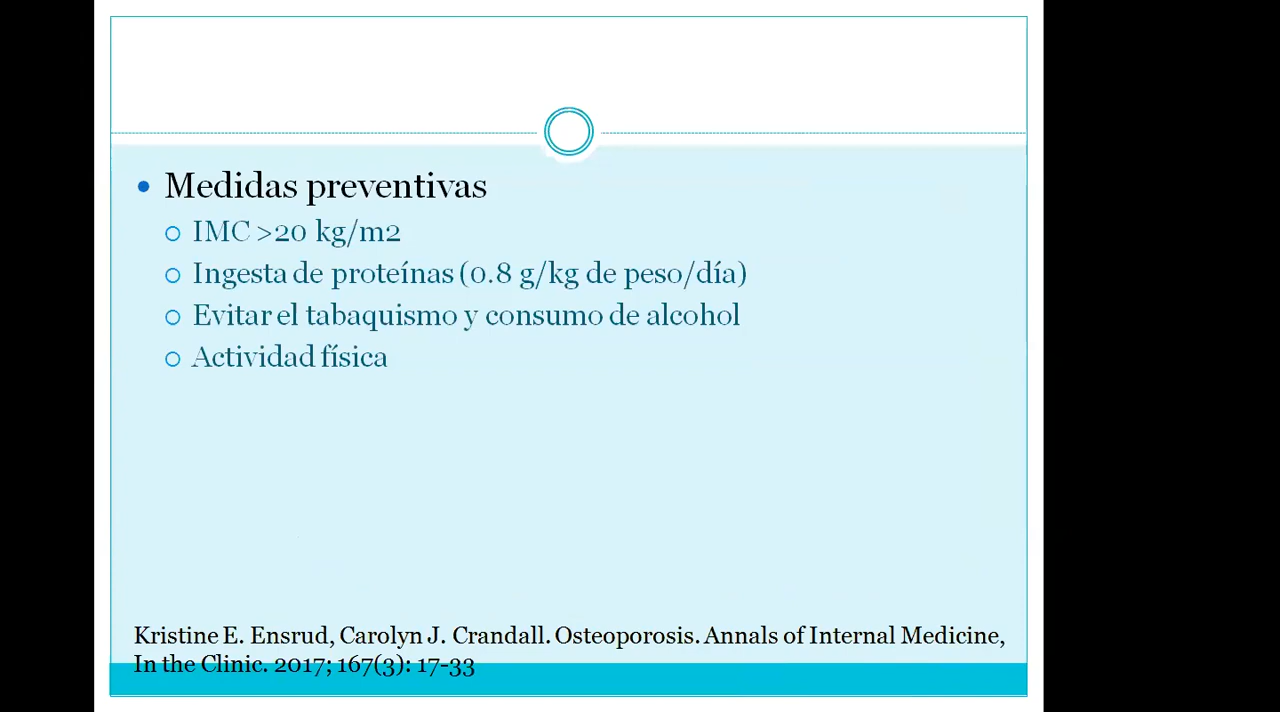 Medidas preventivas
IMC >20 kg/m2
Ingesta de proteínas (0.8 g/kg de peso/día)
Evitar el tabaquismo y consumo de alcohol
Actividad física
Kristine E. Ensrud, Carolyn J. Crandall. Osteoporosis. Annals of Internal Medicine,
In the Clinic. 2017; 167(3): 17-33